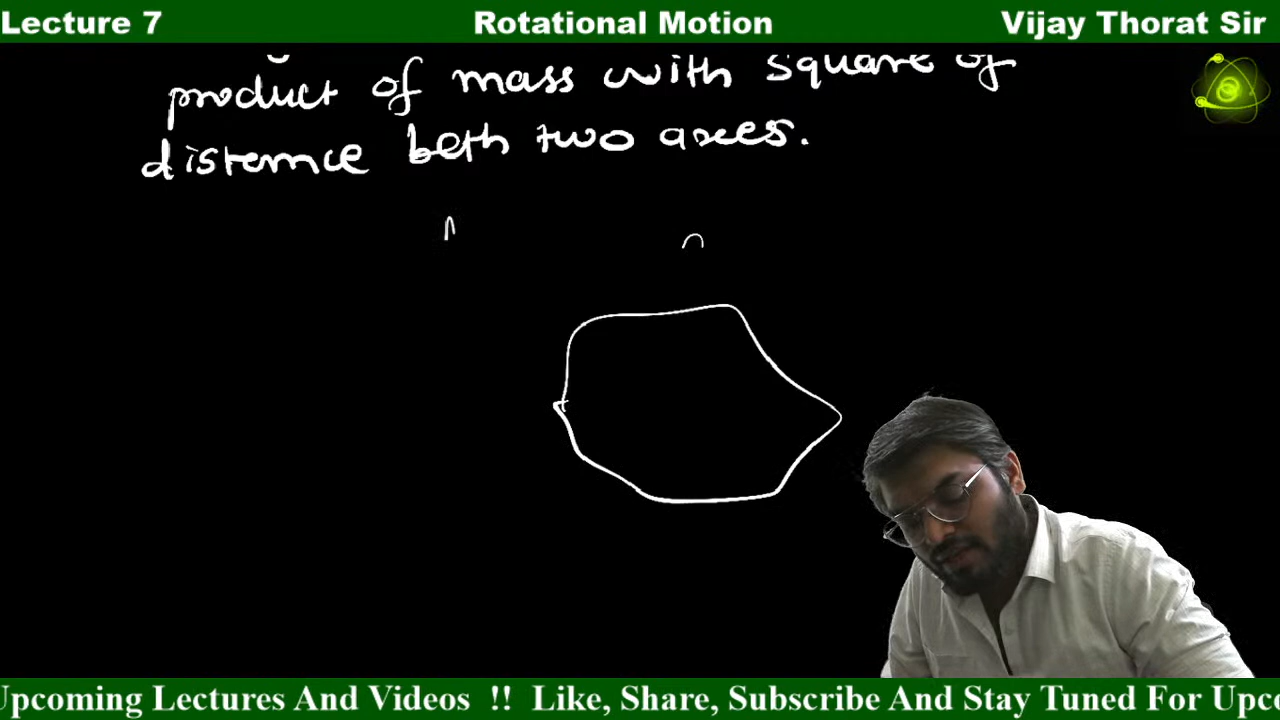 Lecture 7 Rotational Motion Vijay Thorat Sir
product of mass with square of
distance betn two axes.
Upcoming Lectures And Videos !! Like, Share, Subscribe And Stay Tuned For Upco